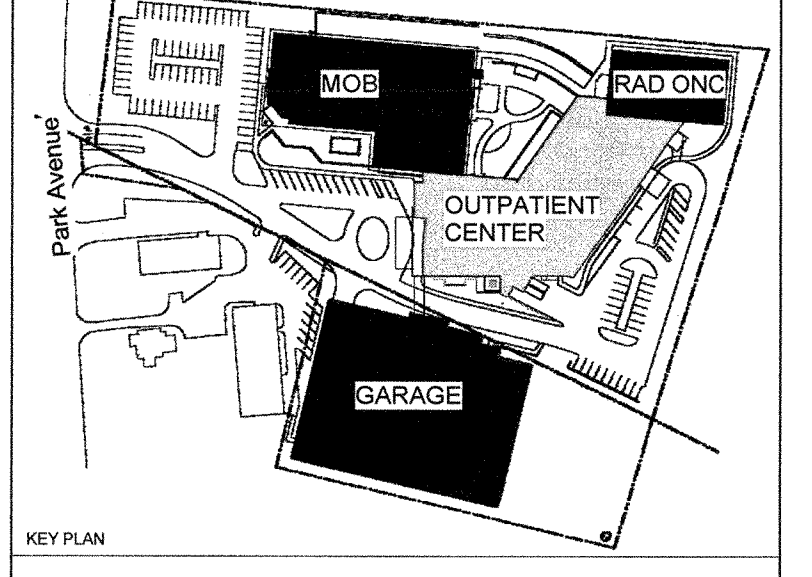 MOB
RAD ONC
Park Avenue'
OUTPATIENT
CENTER
GARAGE
KEY PLAN